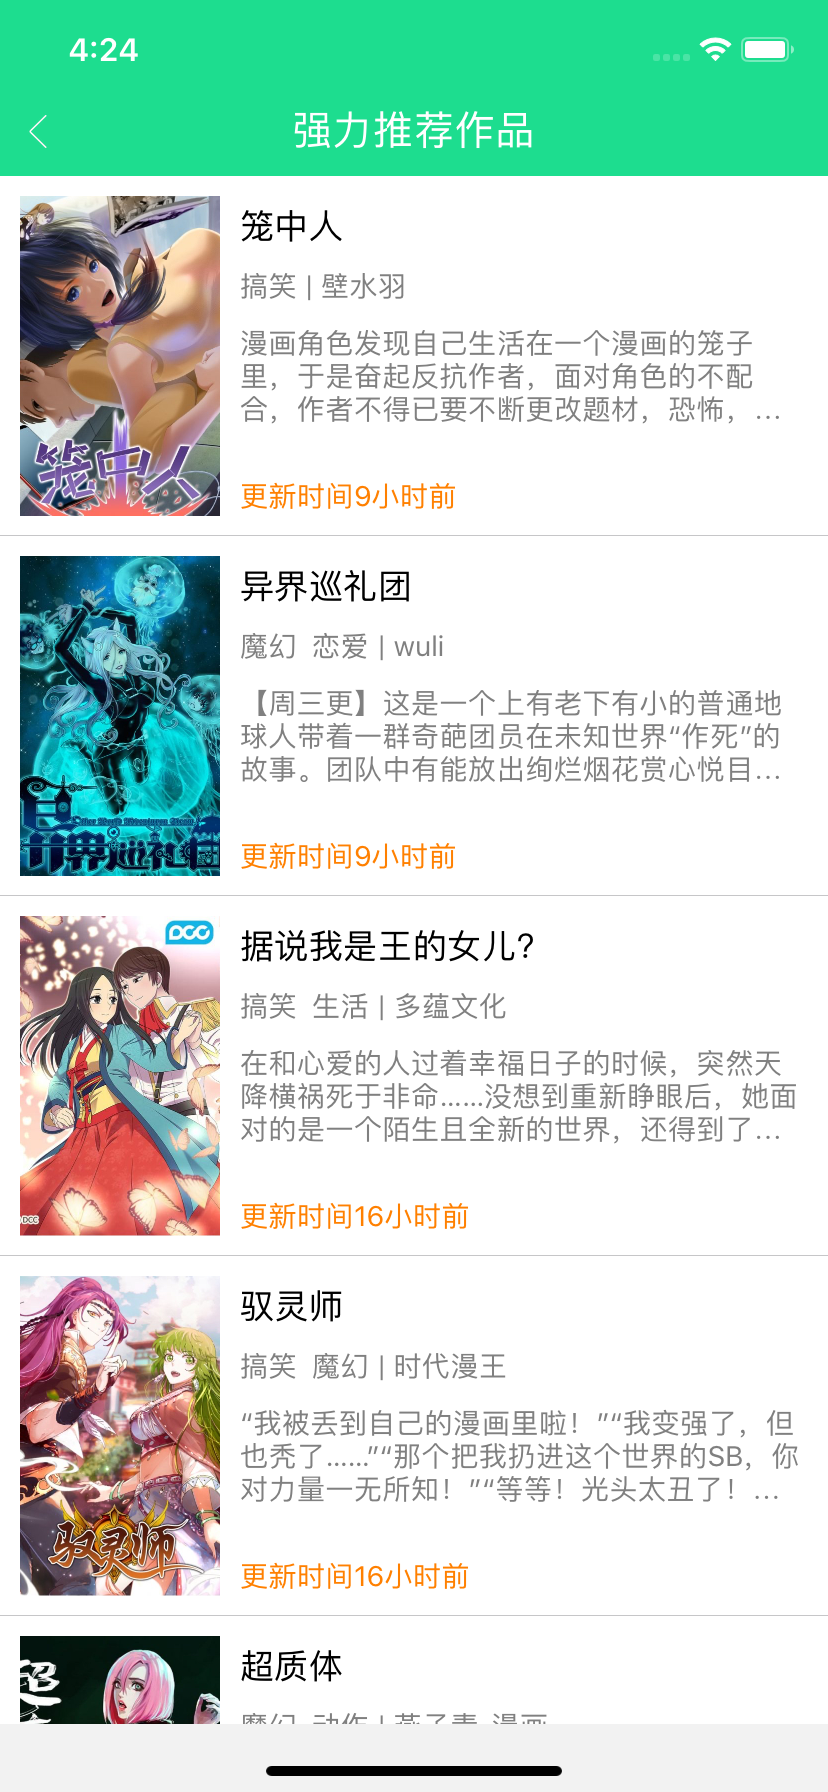 4:24
强力推荐作品
笼中人
搞笑 | 壁水羽
漫画角色发现自己生活在一个漫画的笼子
里，于是奋起反抗作者，面对角色的不配
合，作者不得已要不断更改题材，恐怖，...
更新时间9小时前
笼中人
异界巡礼团
魔幻 恋爱 | wuli
【周三更】这是一个上有老下有小的普通地
球人带着一群奇葩团员在未知世界“作死”的
故事。团队中有能放出绚烂烟花赏心悦目...
更新时间9小时前
异界巡礼团
DCC
据说我是王的女儿?
搞笑 生活 | 多蕴文化
在和心爱的人过着幸福日子的时候，突然天
降横祸死于非命......没想到重新睁眼后，她面
对的是一个陌生且全新的世界，还得到了...
更新时间16小时前
DCC
驭灵师
搞笑 魔幻 | 时代漫王
“我被丢到自己的漫画里啦！”“我变强了，但
也秃了......”“那个把我扔进这个世界的SB，你
对力量一无所知！”“等等！光头太丑了！...
更新时间16小时前
驭灵师
超质体
超